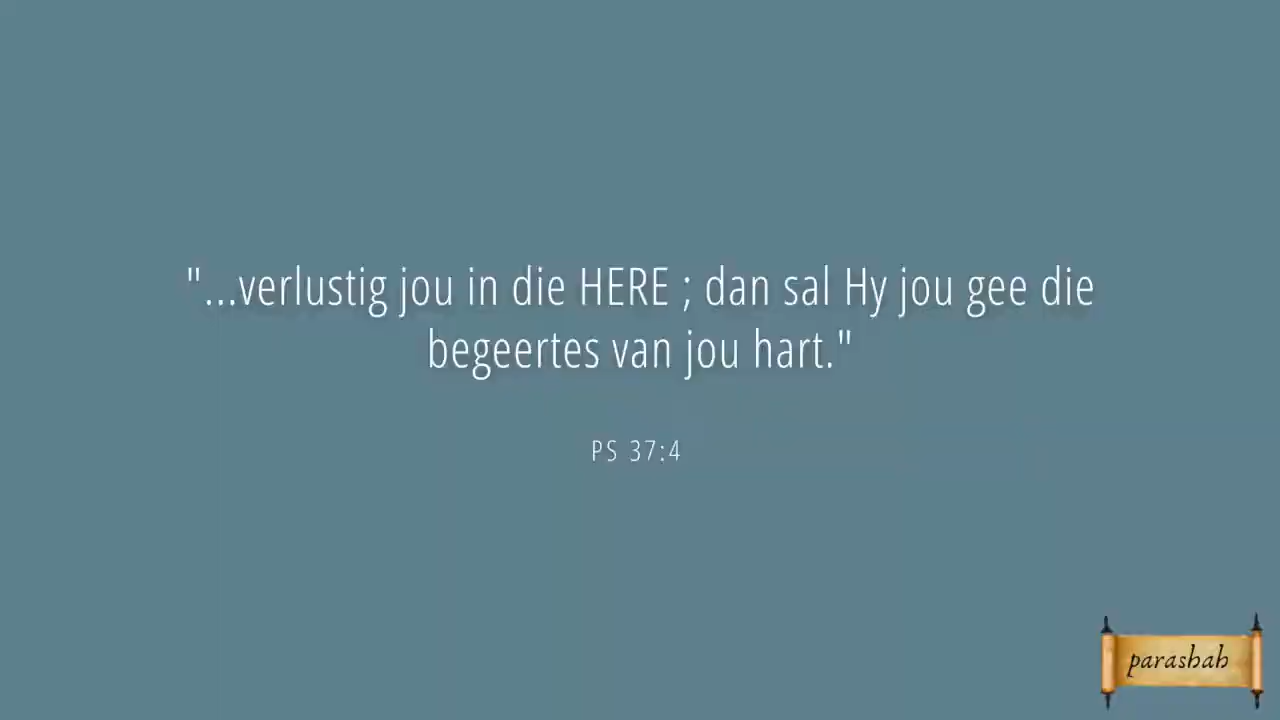 "...verlustig jou in die HERE ; dan sal Hy jou gee die
begeertes van jou hart."
PS 37:4
parashah